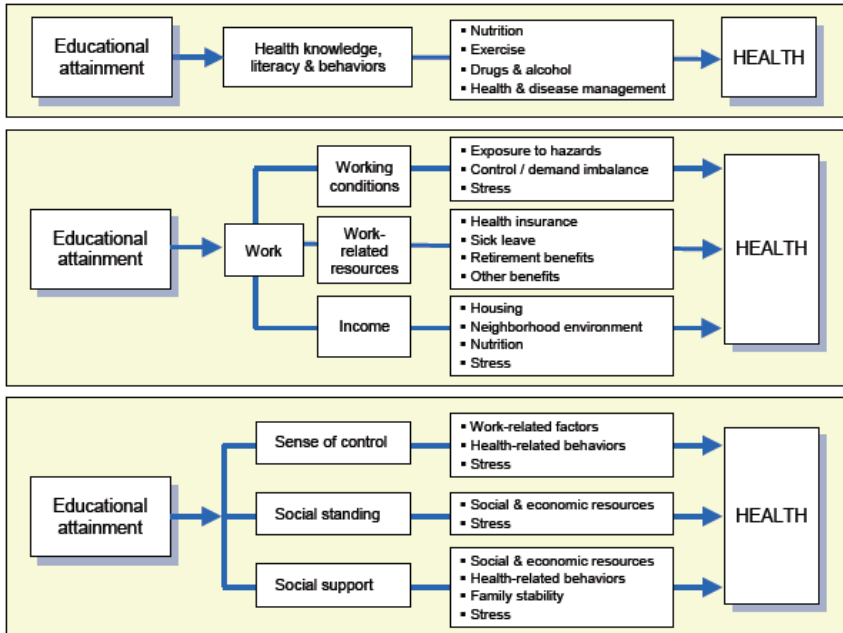 Educational
attainment
Health knowledge,
literacy & behaviors
▪ Nutrition
▪ Exercise
▪ Drugs & alcohol
▪ Health & disease management
HEALTH
Educational
attainment
Work
Working
conditions
▪ Exposure to hazards
▪ Control / demand imbalance
▪ Stress
Work-
related
resources
▪ Health insurance
▪ Sick leave
▪ Retirement benefits
▪ Other benefits
Income
▪ Housing
▪ Neighborhood environment
▪ Nutrition
▪ Stress
HEALTH
Educational
attainment
Sense of control
▪ Work-related factors
▪ Health-related behaviors
▪ Stress
Social standing
▪ Social & economic resources
▪ Stress
Social support
▪ Social & economic resources
▪ Health-related behaviors
▪ Family stability
▪ Stress
HEALTH